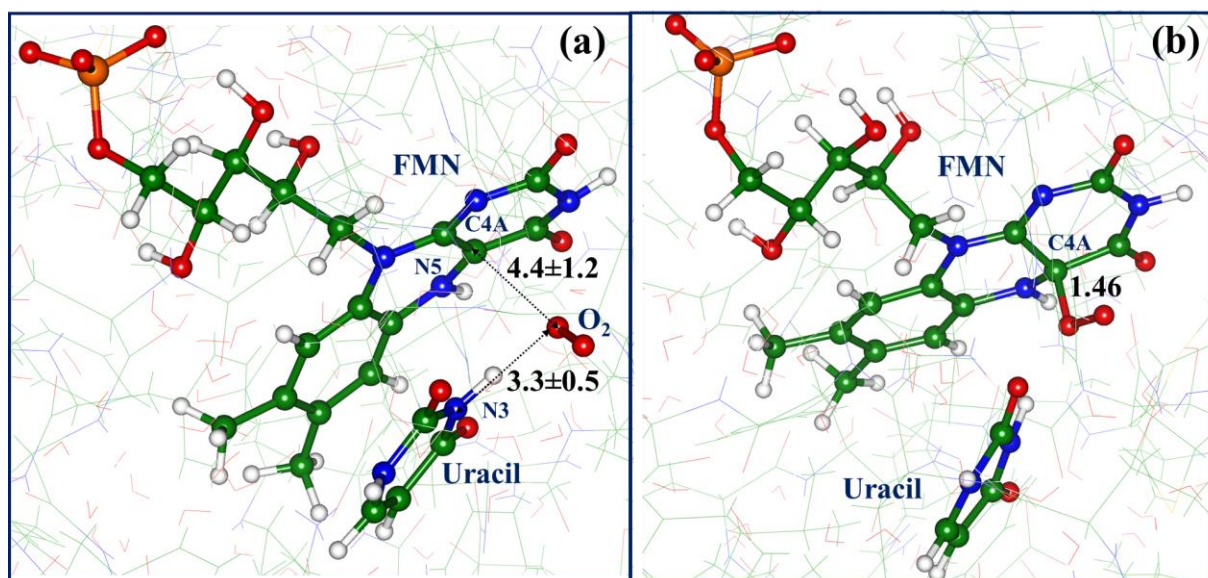 (a)
FMN
C4A
N5
4.4±1.2
O₂
3.3±0.5
N3
Uracil
(b)
FMN
C4A
1.46
Uracil